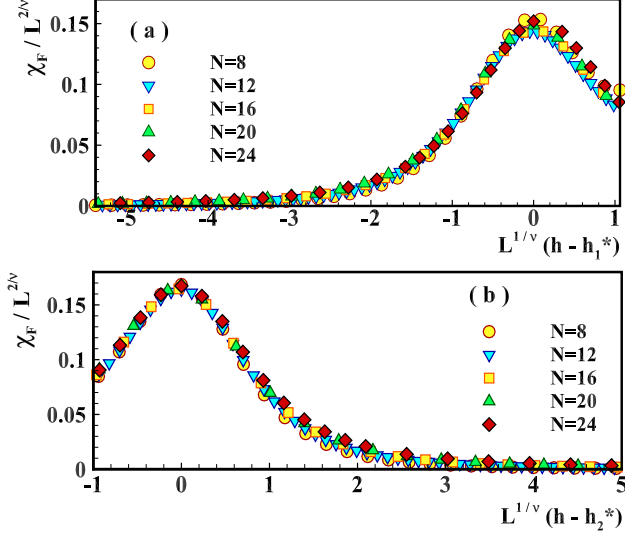 ( a )
χF / L2/ν
0.15
0.1
0.05
0
N=8
N=12
N=16
N=20
N=24
-5 -4 -3 -2 -1 0 1
L1/ν (h - h1*)
( b )
χF / L2/ν
0.15
0.1
0.05
0
N=8
N=12
N=16
N=20
N=24
-1 0 1 2 3 4 5
L1/ν (h - h2*)